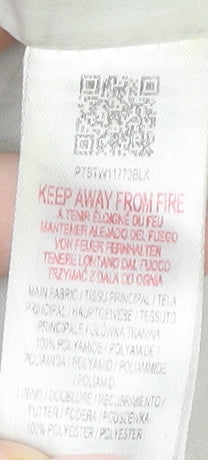 PTSTW11773BLK
KEEP AWAY FROM FIRE
A TENIR ÉLOIGNÉ DU FEU
MANTENER ALEJADO DEL FUEGO
VON FEUER FERNHALTEN
TENERE LONTANO DAL FUOCO
TRZYMAĆ Z DALA OD OGNIA
MAIN FABRIC / TISSU PRINCIPAL / TELA
PRINCIPAL / HAUPTGEWEBE / TESSUTO
PRINCIPALE / GŁÓWNA TKANINA
100% POLYAMIDE / POLYAMIDE
POLIAMIDA / POLYAMID / POLIAMMIDE
/ POLIAMID
LINING / DOUBLURE / RECUBRIMIENTO /
FUTTER / FODERA / PODSZEWKA
100% POLYESTER / POLYESTER